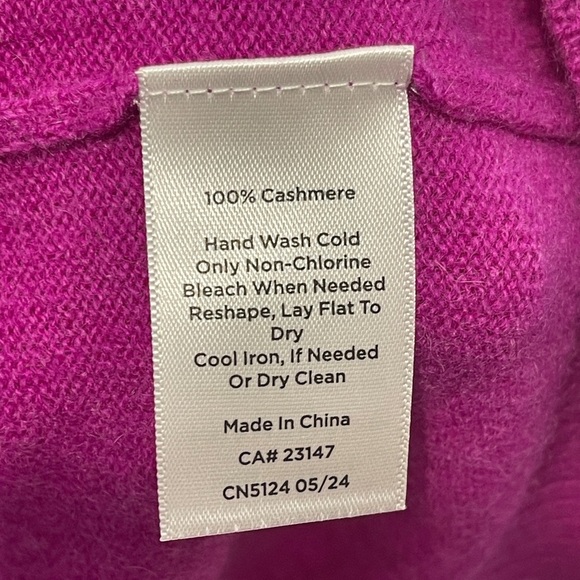 100% Cashmere
Hand Wash Cold
Only Non-Chlorine
Bleach When Needed
Reshape, Lay Flat To
Dry
Cool Iron, If Needed
Or Dry Clean
Made In China
CA# 23147
CN5124 05/24